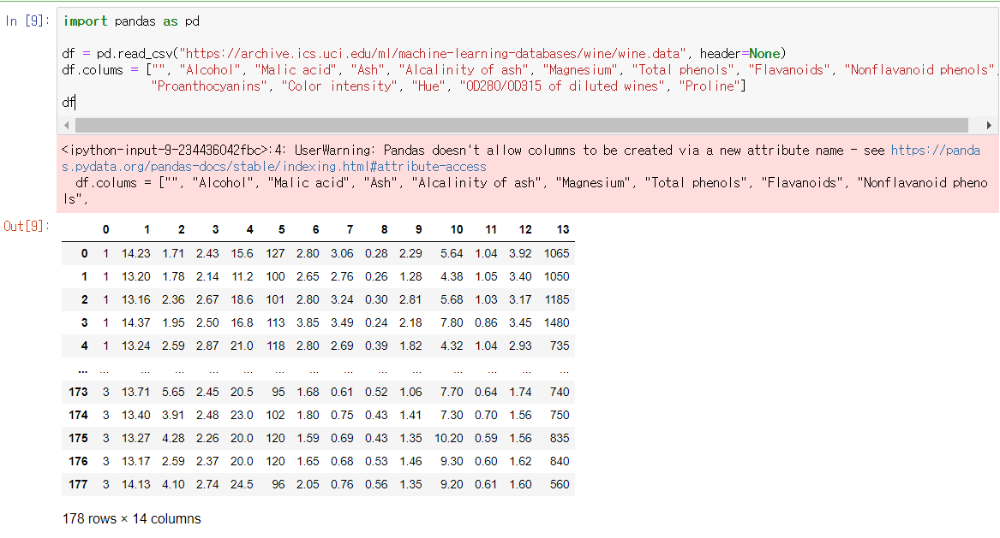 In [9]: import pandas as pd
df = pd.read_csv("https://archive.ics.uci.edu/ml/machine-learning-databases/wine/wine.data", header=None)
df.colums = ["", "Alcohol", "Malic acid", "Ash", "Alcalinity of ash", "Magnesium", "Total phenols", "Flavanoids", "Nonflavanoid phenols",
"Proanthocyanins", "Color intensity", "Hue", "OD280/OD315 of diluted wines", "Proline"]
df
<ipython-input-9-234436042fbc>:4: UserWarning: Pandas doesn't allow columns to be created via a new attribute name - see https://panda
s.pydata.org/pandas-docs/stable/indexing.html#attribute-access
df.colums = ["", "Alcohol", "Malic acid", "Ash", "Alcalinity of ash", "Magnesium", "Total phenols", "Flavanoids", "Nonflavanoid pheno
ls",
Out[9]:
0 1 2 3 4 5 6 7 8 9 10 11 12 13
0 1 14.23 1.71 2.43 15.6 127 2.80 3.06 0.28 2.29 5.64 1.04 3.92 1065
1 1 13.20 1.78 2.14 11.2 100 2.65 2.76 0.26 1.28 4.38 1.05 3.40 1050
2 1 13.16 2.36 2.67 18.6 101 2.80 3.24 0.30 2.81 5.68 1.03 3.17 1185
3 1 14.37 1.95 2.50 16.8 113 3.85 3.49 0.24 2.18 7.80 0.86 3.45 1480
4 1 13.24 2.59 2.87 21.0 118 2.80 2.69 0.39 1.82 4.32 1.04 2.93 735
... ... ... ... ... ... ... ... ... ... ... ... ... ... ...
173 3 13.71 5.65 2.45 20.5 95 1.68 0.61 0.52 1.06 7.70 0.64 1.74 740
174 3 13.40 3.91 2.48 23.0 102 1.80 0.75 0.43 1.41 7.30 0.70 1.56 750
175 3 13.27 4.28 2.26 20.0 120 1.59 0.69 0.43 1.35 10.20 0.59 1.56 835
176 3 13.17 2.59 2.37 20.0 120 1.65 0.68 0.53 1.46 9.30 0.60 1.62 840
177 3 14.13 4.10 2.74 24.5 96 2.05 0.76 0.56 1.35 9.20 0.61 1.60 560
178 rows × 14 columns